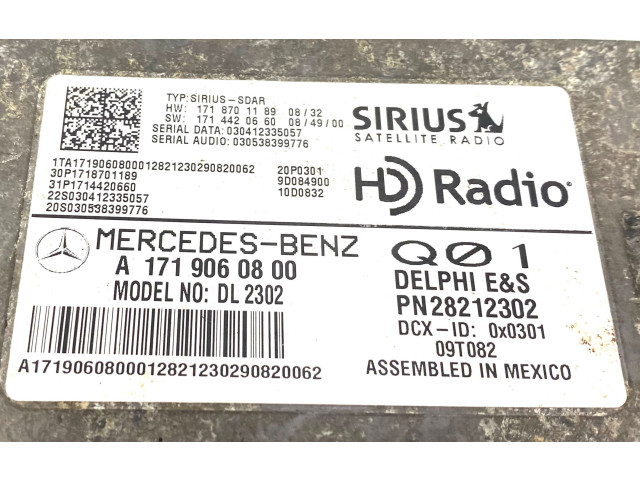 TYP:SIRIUS-SDAR
HW: 171 870 11 89 08/32
SW: 171 442 06 60 08/49/00
SERIAL DATA: 030412335057
SERIAL AUDIO: 030538399776
SIRIUS
SATELLITE RADIO
1TA1719060800012821230290820062 20P0301
30P1718701189 9D084900
31P1714420660 10D0832
22S030412335057
20S030538399776
HD Radio
MERCEDES-BENZ
A 171 906 08 00
MODEL NO: DL 2302
Q01
DELPHI E&S
PN28212302
DCX-ID: 0x0301
09T082
A1719060800012821230290820062
ASSEMBLED IN MEXICO